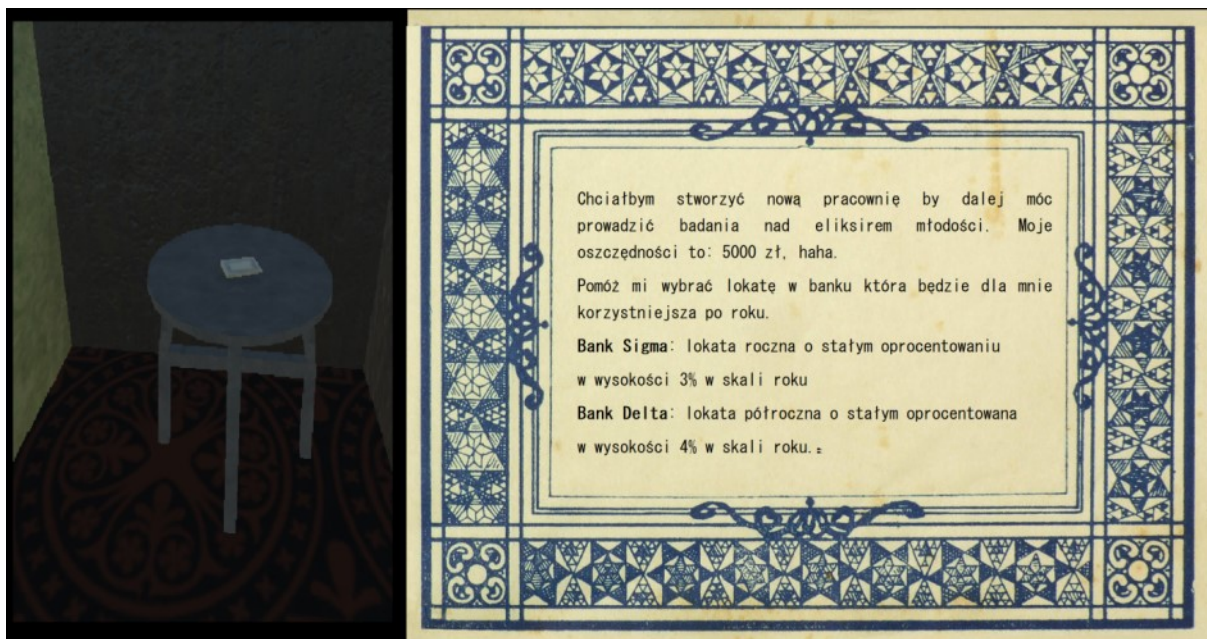 Chciałbym stworzyć nową pracownię by dalej móc
prowadzić badania nad eliksirem młodości. Moje
oszczędności to: 5000 zł, haha.
Pomóż mi wybrać lokatę w banku która będzie dla mnie
korzystniejsza po roku.
Bank Sigma: lokata roczna o stałym oprocentowaniu
w wysokości 3% w skali roku
Bank Delta: lokata półroczna o stałym oprocentowana
w wysokości 4% w skali roku.